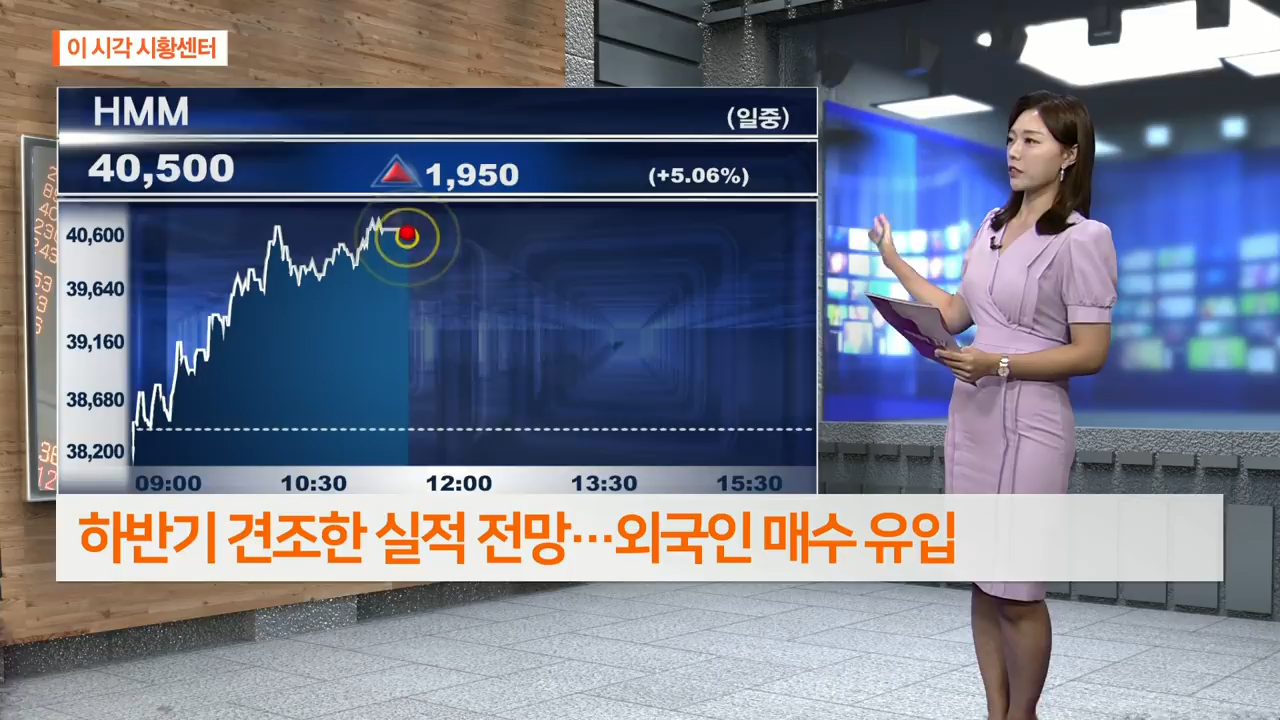 이 시각 시황센터
HMM (일중)
40,500 ▲ 1,950 (+5.06%)
40,600
39,640
39,160
38,680
38,200
09:00 10:30 12:00 13:30 15:30
하반기 견조한 실적 전망…외국인 매수 유입